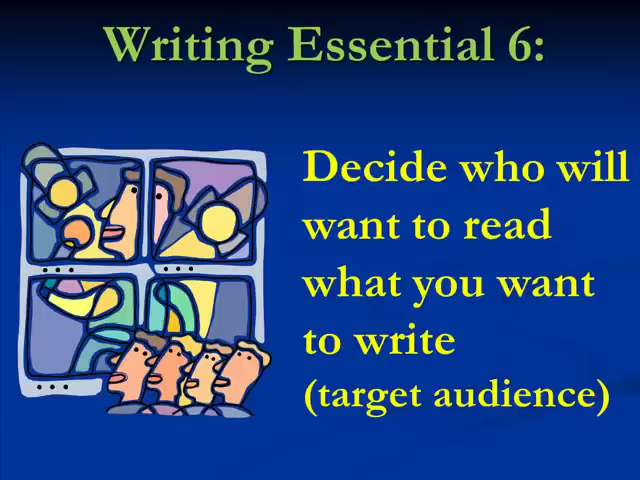 Writing Essential 6:
Decide who will
want to read
what you want
to write
(target audience)